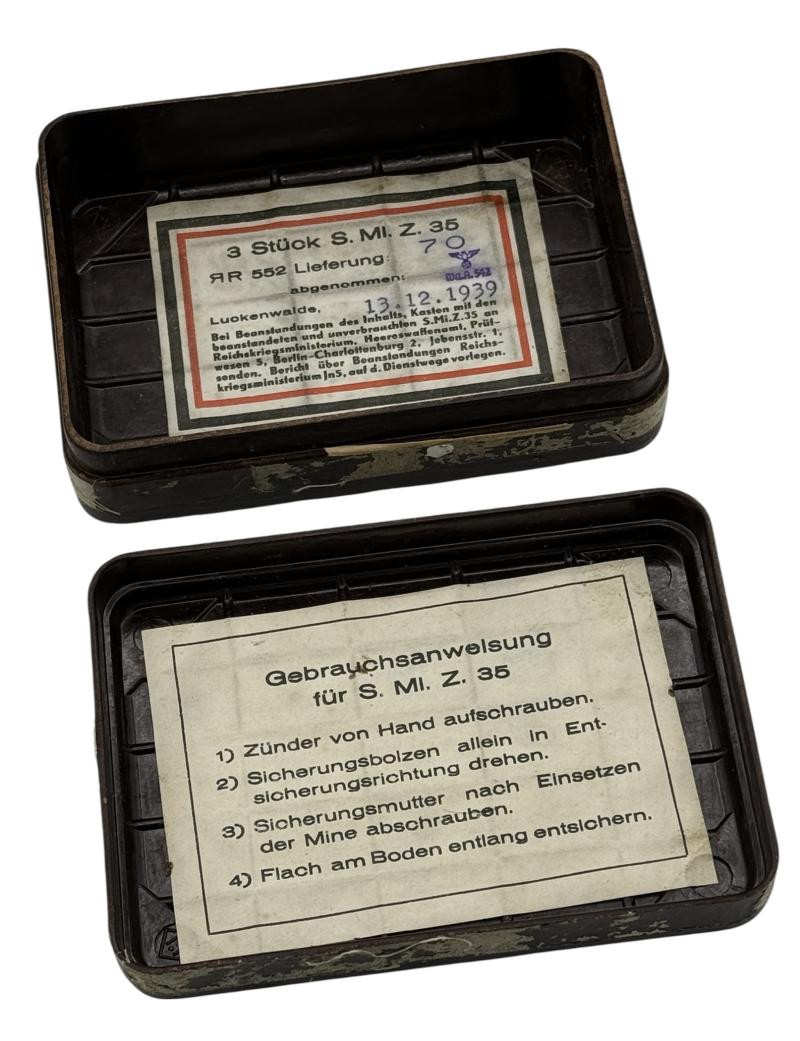 3 Stück S. Mi. Z. 35
ЯR 552 Lieferung: 70
abgenommen: Wa.A.541
Luckenwalde, 13.12.1939
Bei Beanstandungen des Inhalts, Kasten mit den
beanstandeten und unverbrauchten S.Mi.Z.35 an
Reichskriegsministerium, Heereswaffenamt, Prüf-
wesen 5, Berlin-Charlottenburg 2, Jebensstr. 1,
senden. Bericht über Beanstandungen Reichs-
kriegsministerium Jn5, auf d. Dienstwege vorlegen.
Gebrauchsanweisung
für S. Mi. Z. 35
1) Zünder von Hand aufschrauben.
2) Sicherungsbolzen allein in Ent-
sicherungsrichtung drehen.
3) Sicherungsmutter nach Einsetzen
der Mine abschrauben.
4) Flach am Boden entlang entsichern.